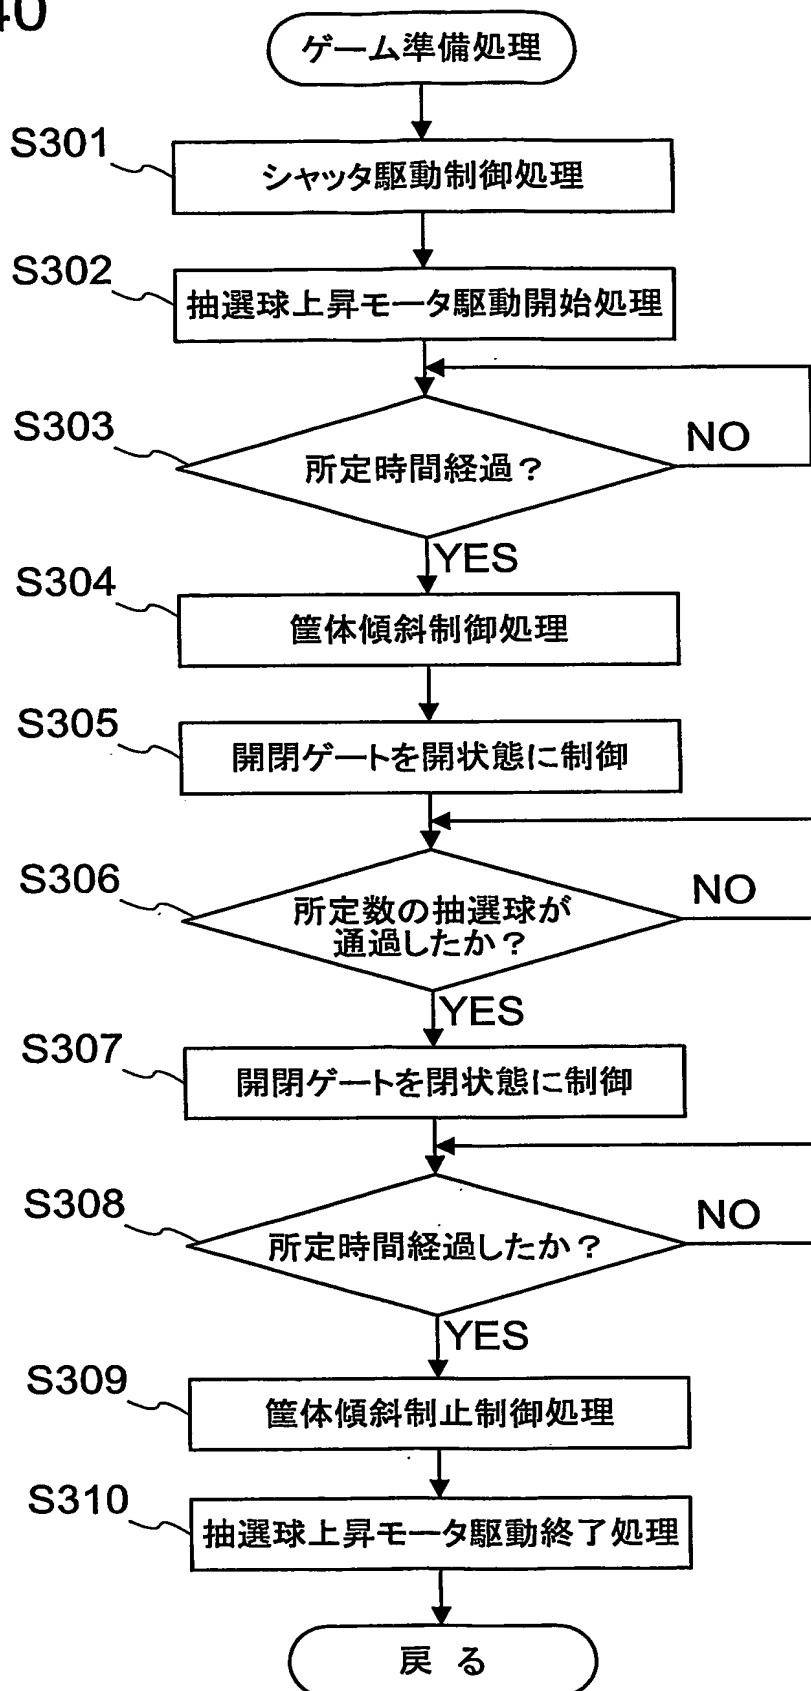 40
ゲーム準備処理
S301
シャッタ駆動制御処理
S302
抽選球上昇モータ駆動開始処理
S303
所定時間経過？
NO
YES
S304
筐体傾斜制御処理
S305
開閉ゲートを開状態に制御
S306
所定数の抽選球が
通過したか？
NO
YES
S307
開閉ゲートを閉状態に制御
S308
所定時間経過したか？
NO
YES
S309
筐体傾斜制止制御処理
S310
抽選球上昇モータ駆動終了処理
戻る